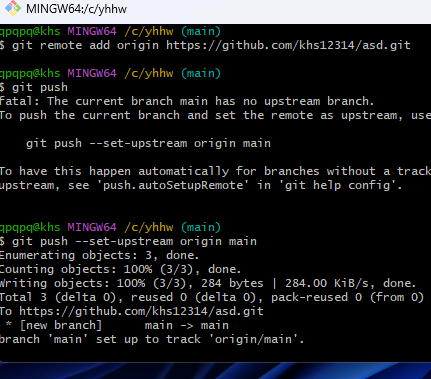 MINGW64:/c/yhhw
qpqpq@khs MINGW64 /c/yhhw (main)
$ git remote add origin https://github.com/khs12314/asd.git
qpqpq@khs MINGW64 /c/yhhw (main)
$ git push
fatal: The current branch main has no upstream branch.
To push the current branch and set the remote as upstream, use
git push --set-upstream origin main
To have this happen automatically for branches without a track
upstream, see 'push.autoSetupRemote' in 'git help config'.
qpqpq@khs MINGW64 /c/yhhw (main)
$ git push --set-upstream origin main
Enumerating objects: 3, done.
Counting objects: 100% (3/3), done.
Writing objects: 100% (3/3), 284 bytes | 284.00 KiB/s, done.
Total 3 (delta 0), reused 0 (delta 0), pack-reused 0 (from 0)
To https://github.com/khs12314/asd.git
* [new branch] main -> main
branch 'main' set up to track 'origin/main'.